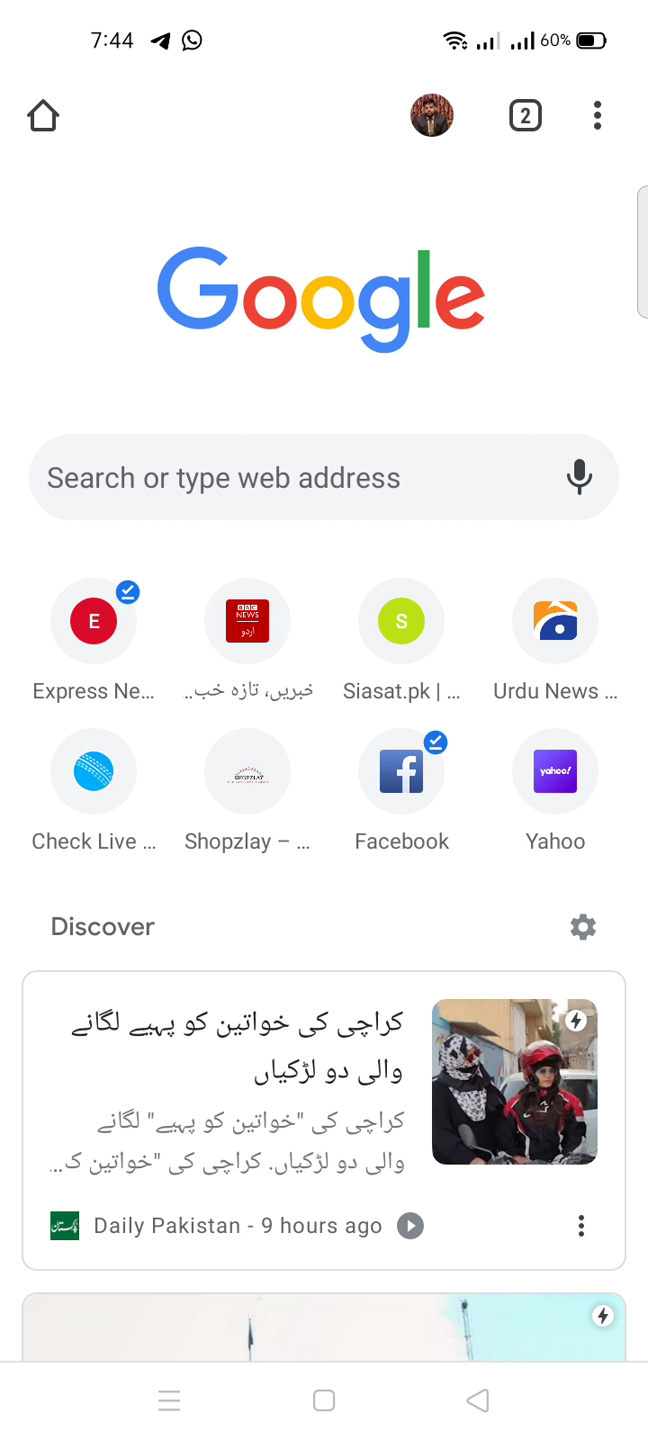 7:44
60%
2
Google
Search or type web address
E
BBC NEWS اردو
S
Express Ne...
خبریں، تازہ خب..
Siasat.pk | ...
Urdu News ...
SHOPZLAY
yahoo!
Check Live ...
Shopzlay – ...
Facebook
Yahoo
Discover
کراچی کی خواتین کو پہیے لگانے
والی دو لڑکیاں
کراچی کی "خواتین کو پہیے" لگانے
والی دو لڑکیاں. کراچی کی "خواتین ک...
پاکستان
Daily Pakistan - 9 hours ago